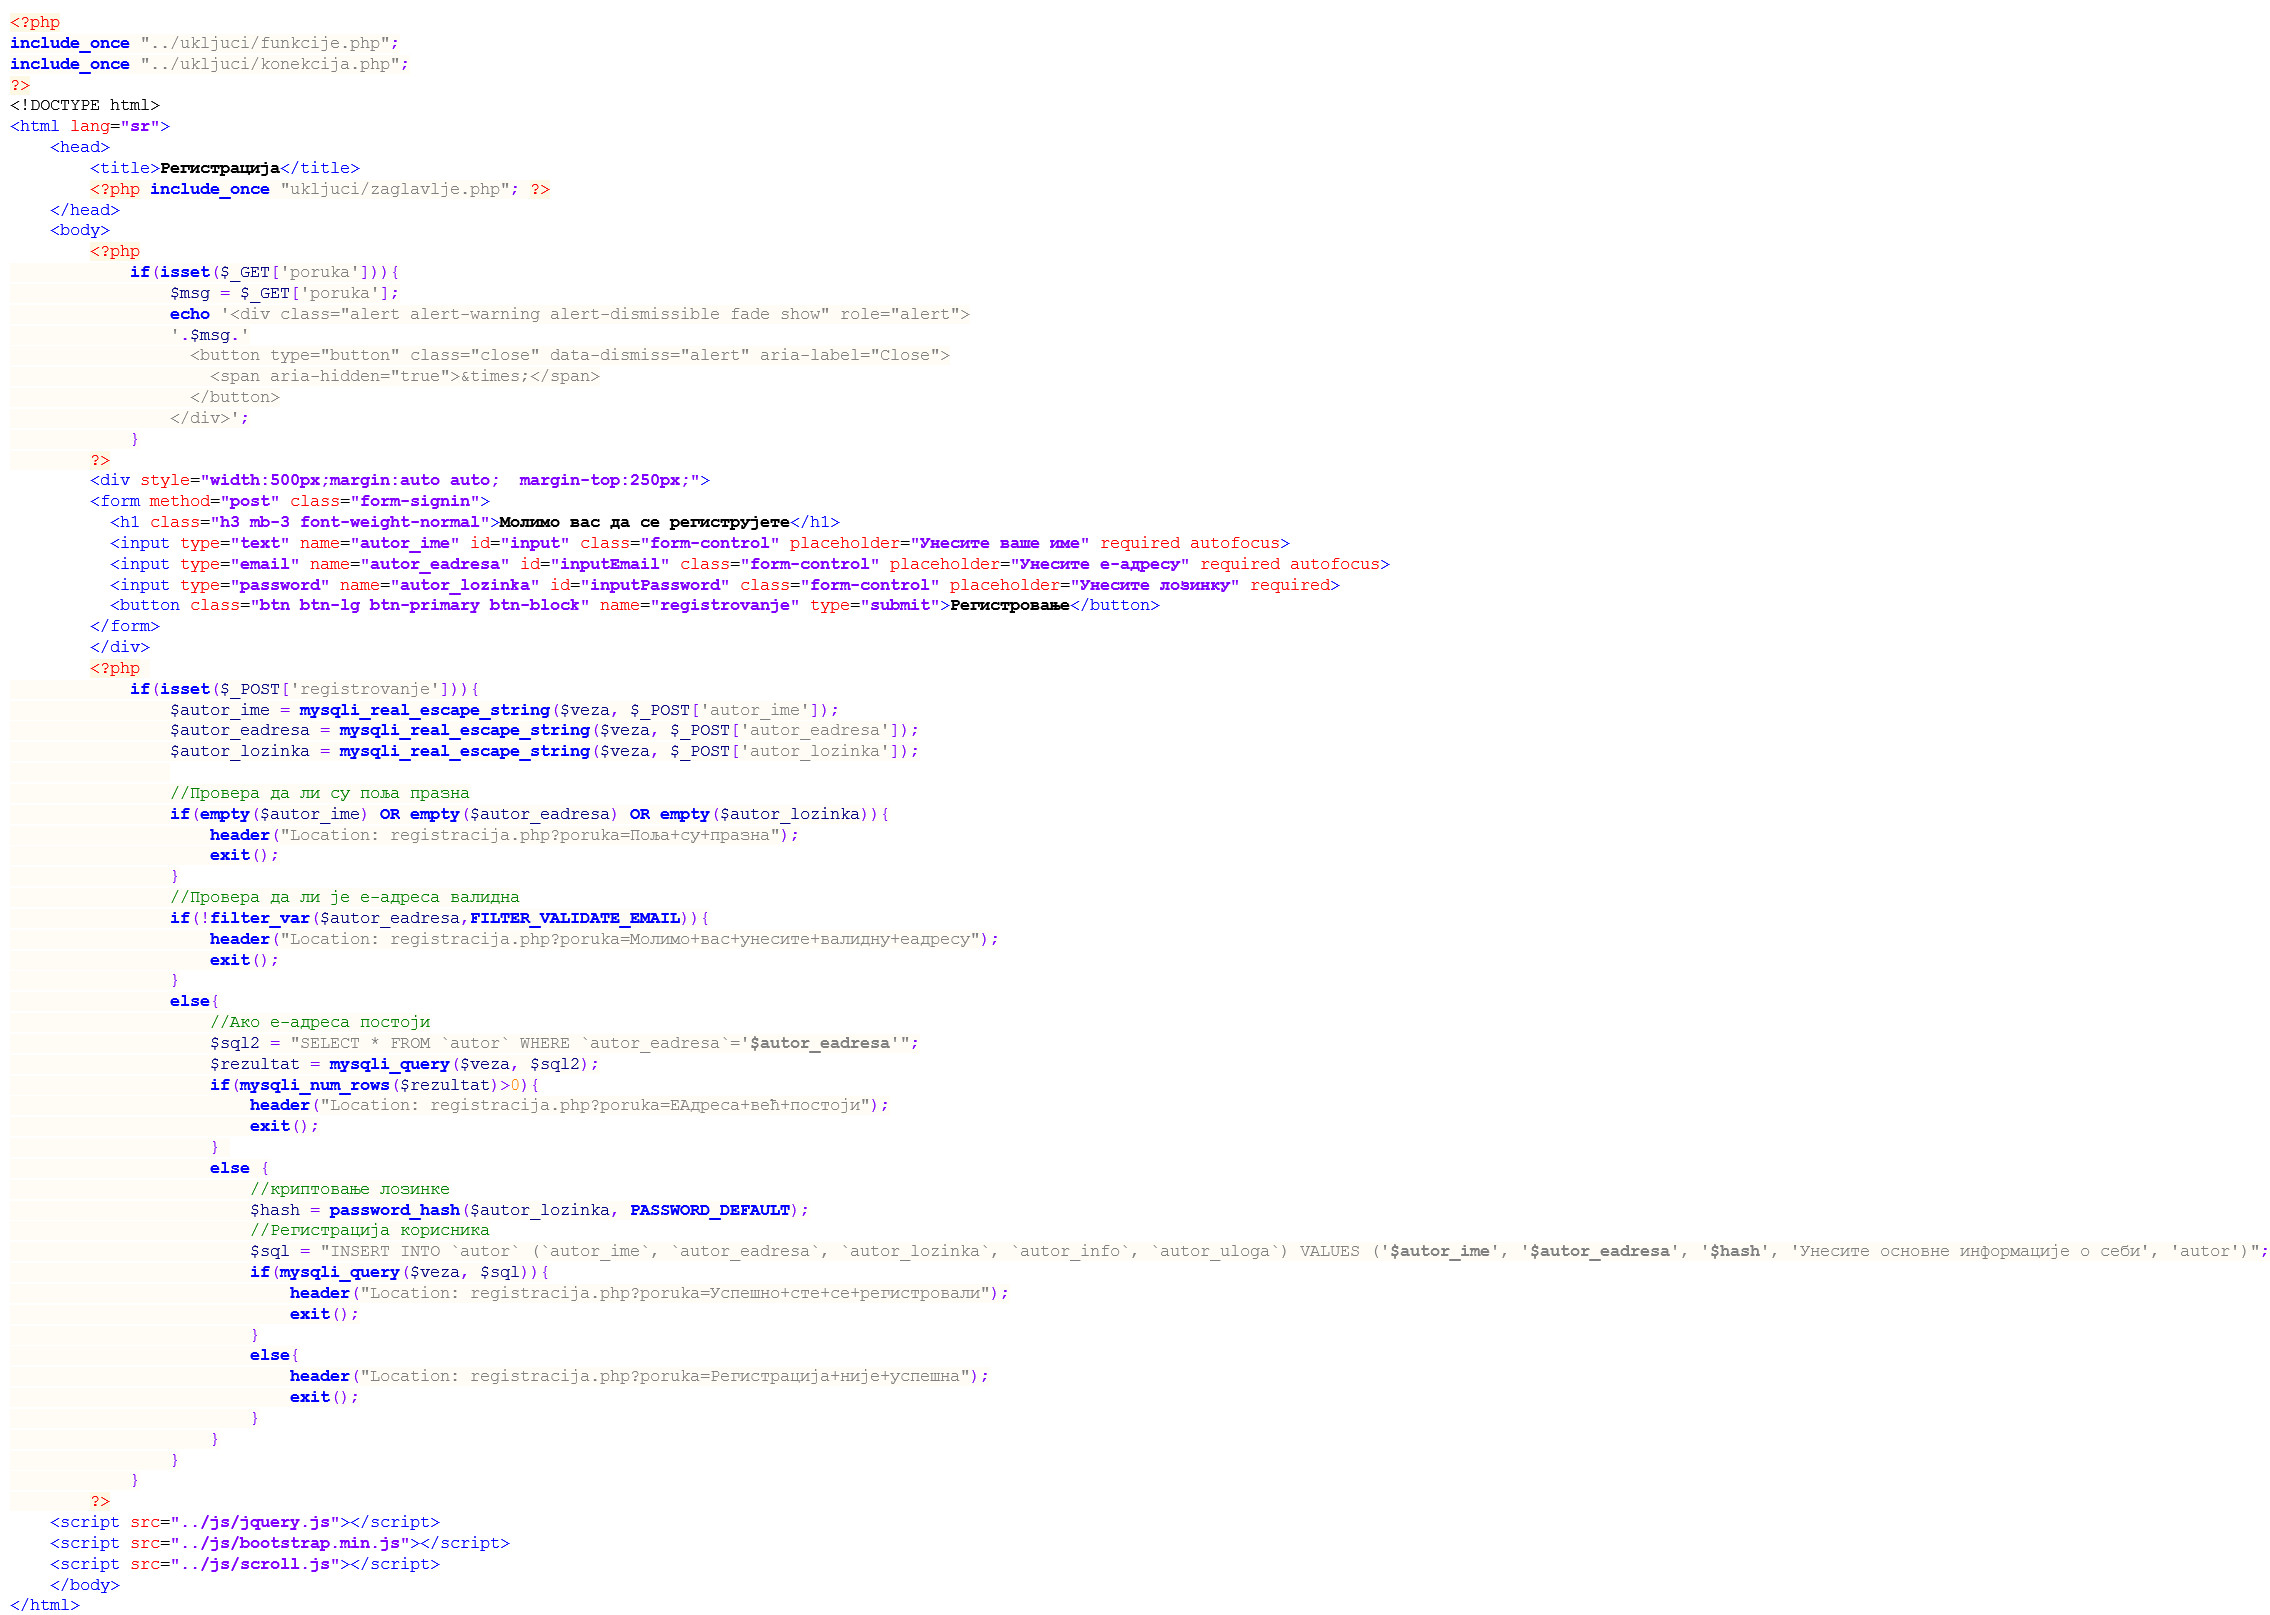 <?php
include_once "../ukljuci/funkcije.php";
include_once "../ukljuci/konekcija.php";
?>
<!DOCTYPE html>
<html lang="sr">
    <head>
        <title>Регистрација</title>
        <?php include_once "ukljuci/zaglavlje.php"; ?>
    </head>
    <body>
        <?php
            if(isset($_GET['poruka'])){
                $msg = $_GET['poruka'];
                echo '<div class="alert alert-warning alert-dismissible fade show" role="alert">
                '.$msg.'
                  <button type="button" class="close" data-dismiss="alert" aria-label="Close">
                    <span aria-hidden="true">&times;</span>
                  </button>
                </div>';
            }
        ?>
        <div style="width:500px;margin:auto auto;  margin-top:250px;">
        <form method="post" class="form-signin">
          <h1 class="h3 mb-3 font-weight-normal">Молимо вас да се региструјете</h1>
          <input type="text" name="autor_ime" id="input" class="form-control" placeholder="Унесите ваше име" required autofocus>
          <input type="email" name="autor_eadresa" id="inputEmail" class="form-control" placeholder="Унесите е-адресу" required autofocus>
          <input type="password" name="autor_lozinka" id="inputPassword" class="form-control" placeholder="Унесите лозинку" required>
          <button class="btn btn-lg btn-primary btn-block" name="registrovanje" type="submit">Регистровање</button>
        </form>
        </div>
        <?php
            if(isset($_POST['registrovanje'])){
                $autor_ime = mysqli_real_escape_string($veza, $_POST['autor_ime']);
                $autor_eadresa = mysqli_real_escape_string($veza, $_POST['autor_eadresa']);
                $autor_lozinka = mysqli_real_escape_string($veza, $_POST['autor_lozinka']);

                //Провера да ли су поља празна
                if(empty($autor_ime) OR empty($autor_eadresa) OR empty($autor_lozinka)){
                    header("Location: registracija.php?poruka=Поља+су+празна");
                    exit();
                }
                //Провера да ли је е-адреса валидна
                if(!filter_var($autor_eadresa,FILTER_VALIDATE_EMAIL)){
                    header("Location: registracija.php?poruka=Молимо+вас+унесите+валидну+еадресу");
                    exit();
                }
                else{
                    //Ако е-адреса постоји
                    $sql2 = "SELECT * FROM `autor` WHERE `autor_eadresa`='$autor_eadresa'";
                    $rezultat = mysqli_query($veza, $sql2);
                    if(mysqli_num_rows($rezultat)>0){
                        header("Location: registracija.php?poruka=ЕАдреса+већ+постоји");
                        exit();
                    }
                    else {
                        //криптовање лозинке
                        $hash = password_hash($autor_lozinka, PASSWORD_DEFAULT);
                        //Регистрација корисника
                        $sql = "INSERT INTO `autor` (`autor_ime`, `autor_eadresa`, `autor_lozinka`, `autor_info`, `autor_uloga`) VALUES ('$autor_ime', '$autor_eadresa', '$hash', 'Унесите основне информације о себи', 'autor')";
                        if(mysqli_query($veza, $sql)){
                            header("Location: registracija.php?poruka=Успешно+сте+се+регистровали");
                            exit();
                        }
                        else{
                            header("Location: registracija.php?poruka=Регистрација+није+успешна");
                            exit();
                        }
                    }
                }
            }
        ?>
    <script src="../js/jquery.js"></script>
    <script src="../js/bootstrap.min.js"></script>
    <script src="../js/scroll.js"></script>
    </body>
</html>